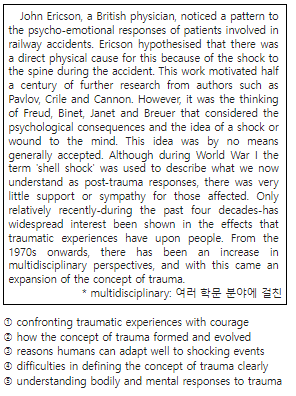 John Ericson, a British physician, noticed a pattern to
the psycho-emotional responses of patients involved in
railway accidents. Ericson hypothesised that there was
a direct physical cause for this because of the shock to
the spine during the accident. This work motivated half
a century of further research from authors such as
Pavlov, Crile and Cannon. However, it was the thinking
of Freud, Binet, Janet and Breuer that considered the
psychological consequences and the idea of a shock or
wound to the mind. This idea was by no means
generally accepted. Although during World War I the
term ‘shell shock’ was used to describe what we now
understand as post-trauma responses, there was very
little support or sympathy for those affected. Only
relatively recently-during the past four decades-has
widespread interest been shown in the effects that
traumatic experiences have upon people. From the
1970s onwards, there has been an increase in
multidisciplinary perspectives, and with this came an
expansion of the concept of trauma.
* multidisciplinary: 여러 학문 분야에 걸친
① confronting traumatic experiences with courage
② how the concept of trauma formed and evolved
③ reasons humans can adapt well to shocking events
④ difficulties in defining the concept of trauma clearly
⑤ understanding bodily and mental responses to trauma